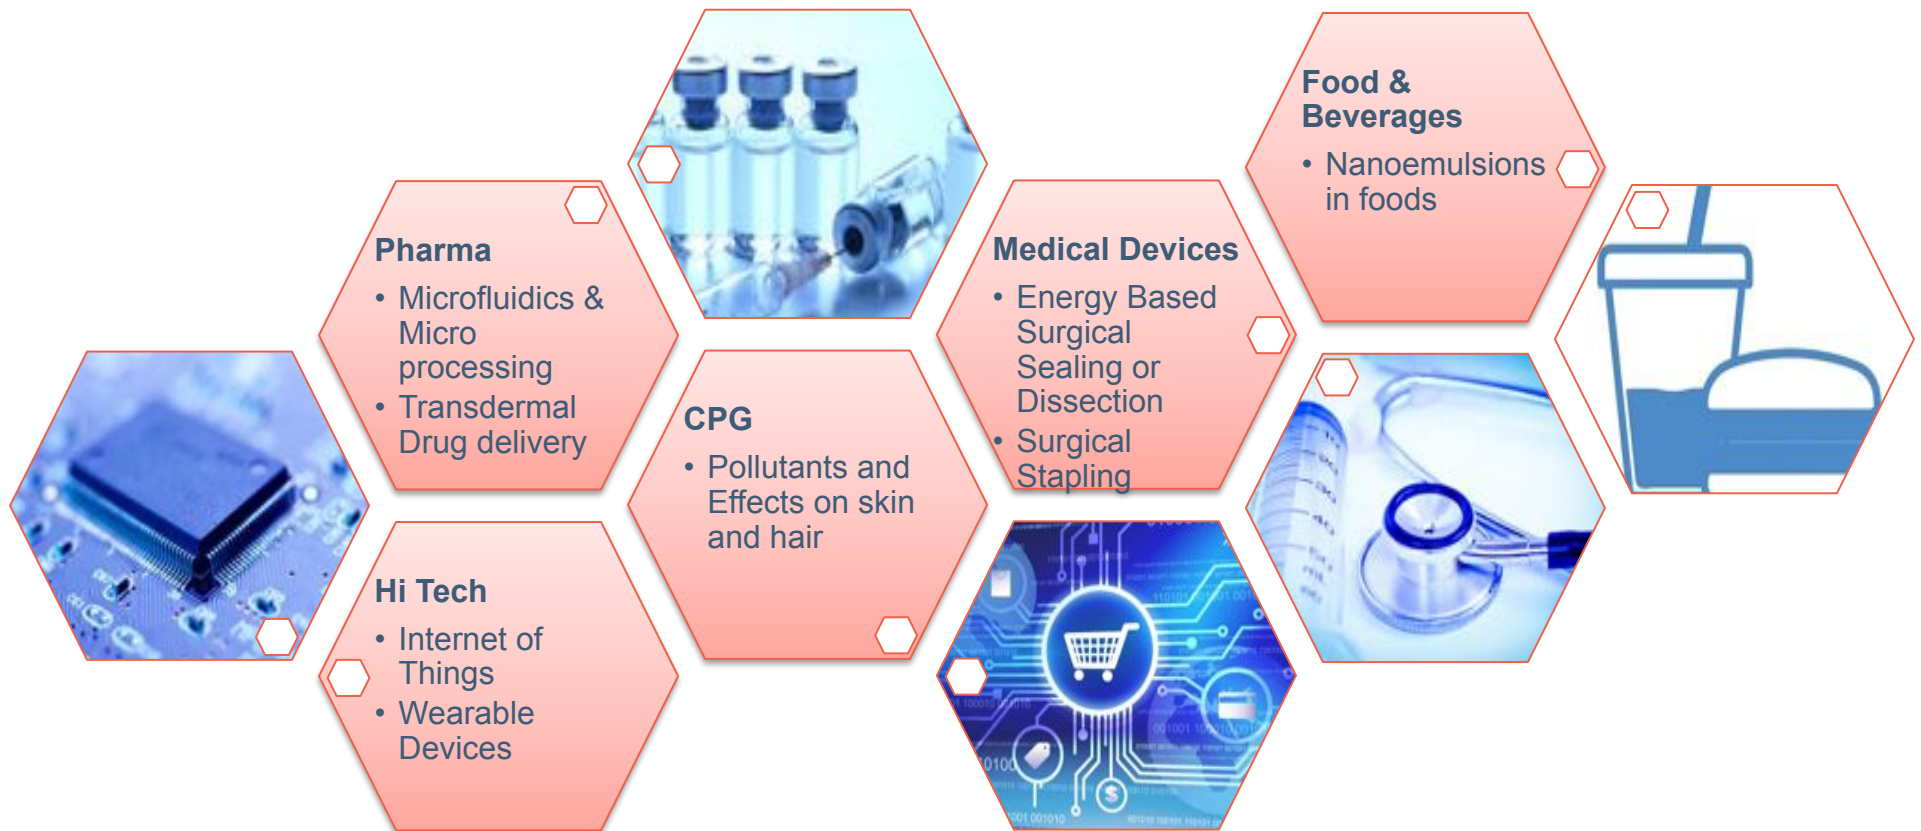 Pharma
• Microfluidics &
Micro
processing
• Transdermal
Drug delivery
Hi Tech
• Internet of
Things
• Wearable
Devices
CPG
• Pollutants and
Effects on skin
and hair
Medical Devices
• Energy Based
Surgical
Sealing or
Dissection
• Surgical
Stapling
Food &
Beverages
• Nanoemulsions
in foods